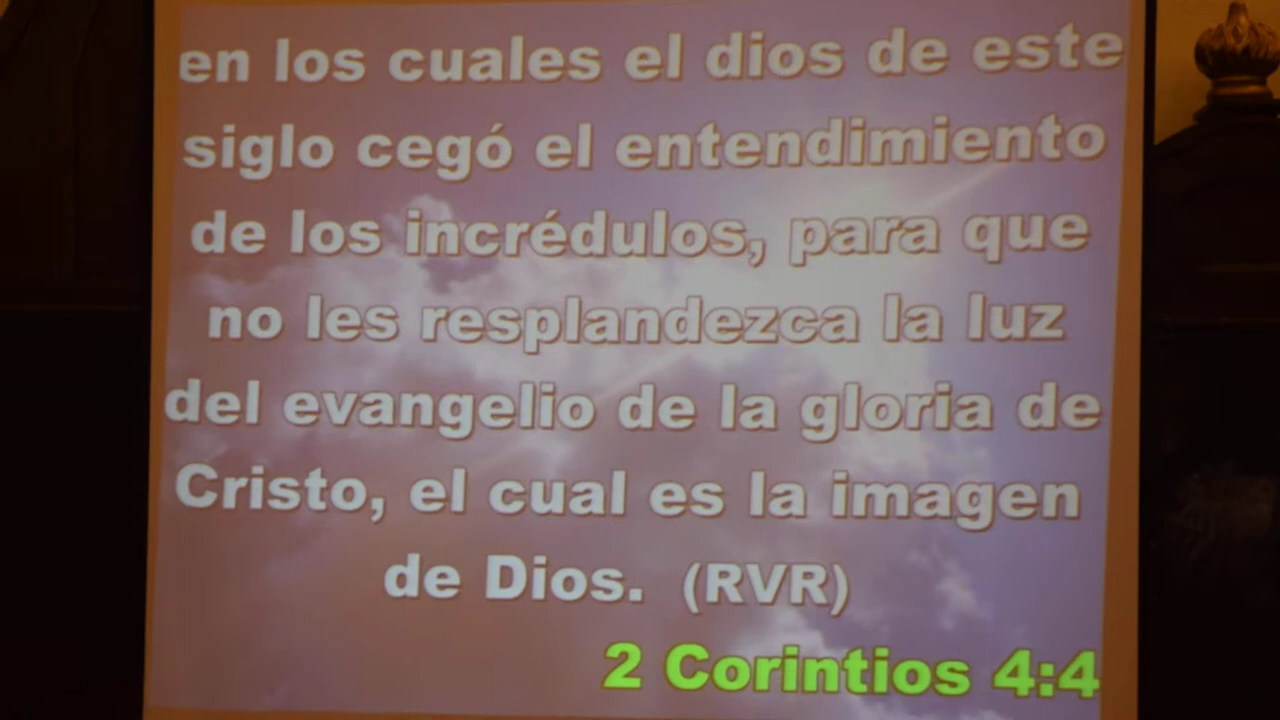 en los cuales el dios de este
siglo cegó el entendimiento
de los incrédulos, para que
no les resplandezca la luz
del evangelio de la gloria de
Cristo, el cual es la imagen
de Dios. (RVR)
2 Corintios 4:4